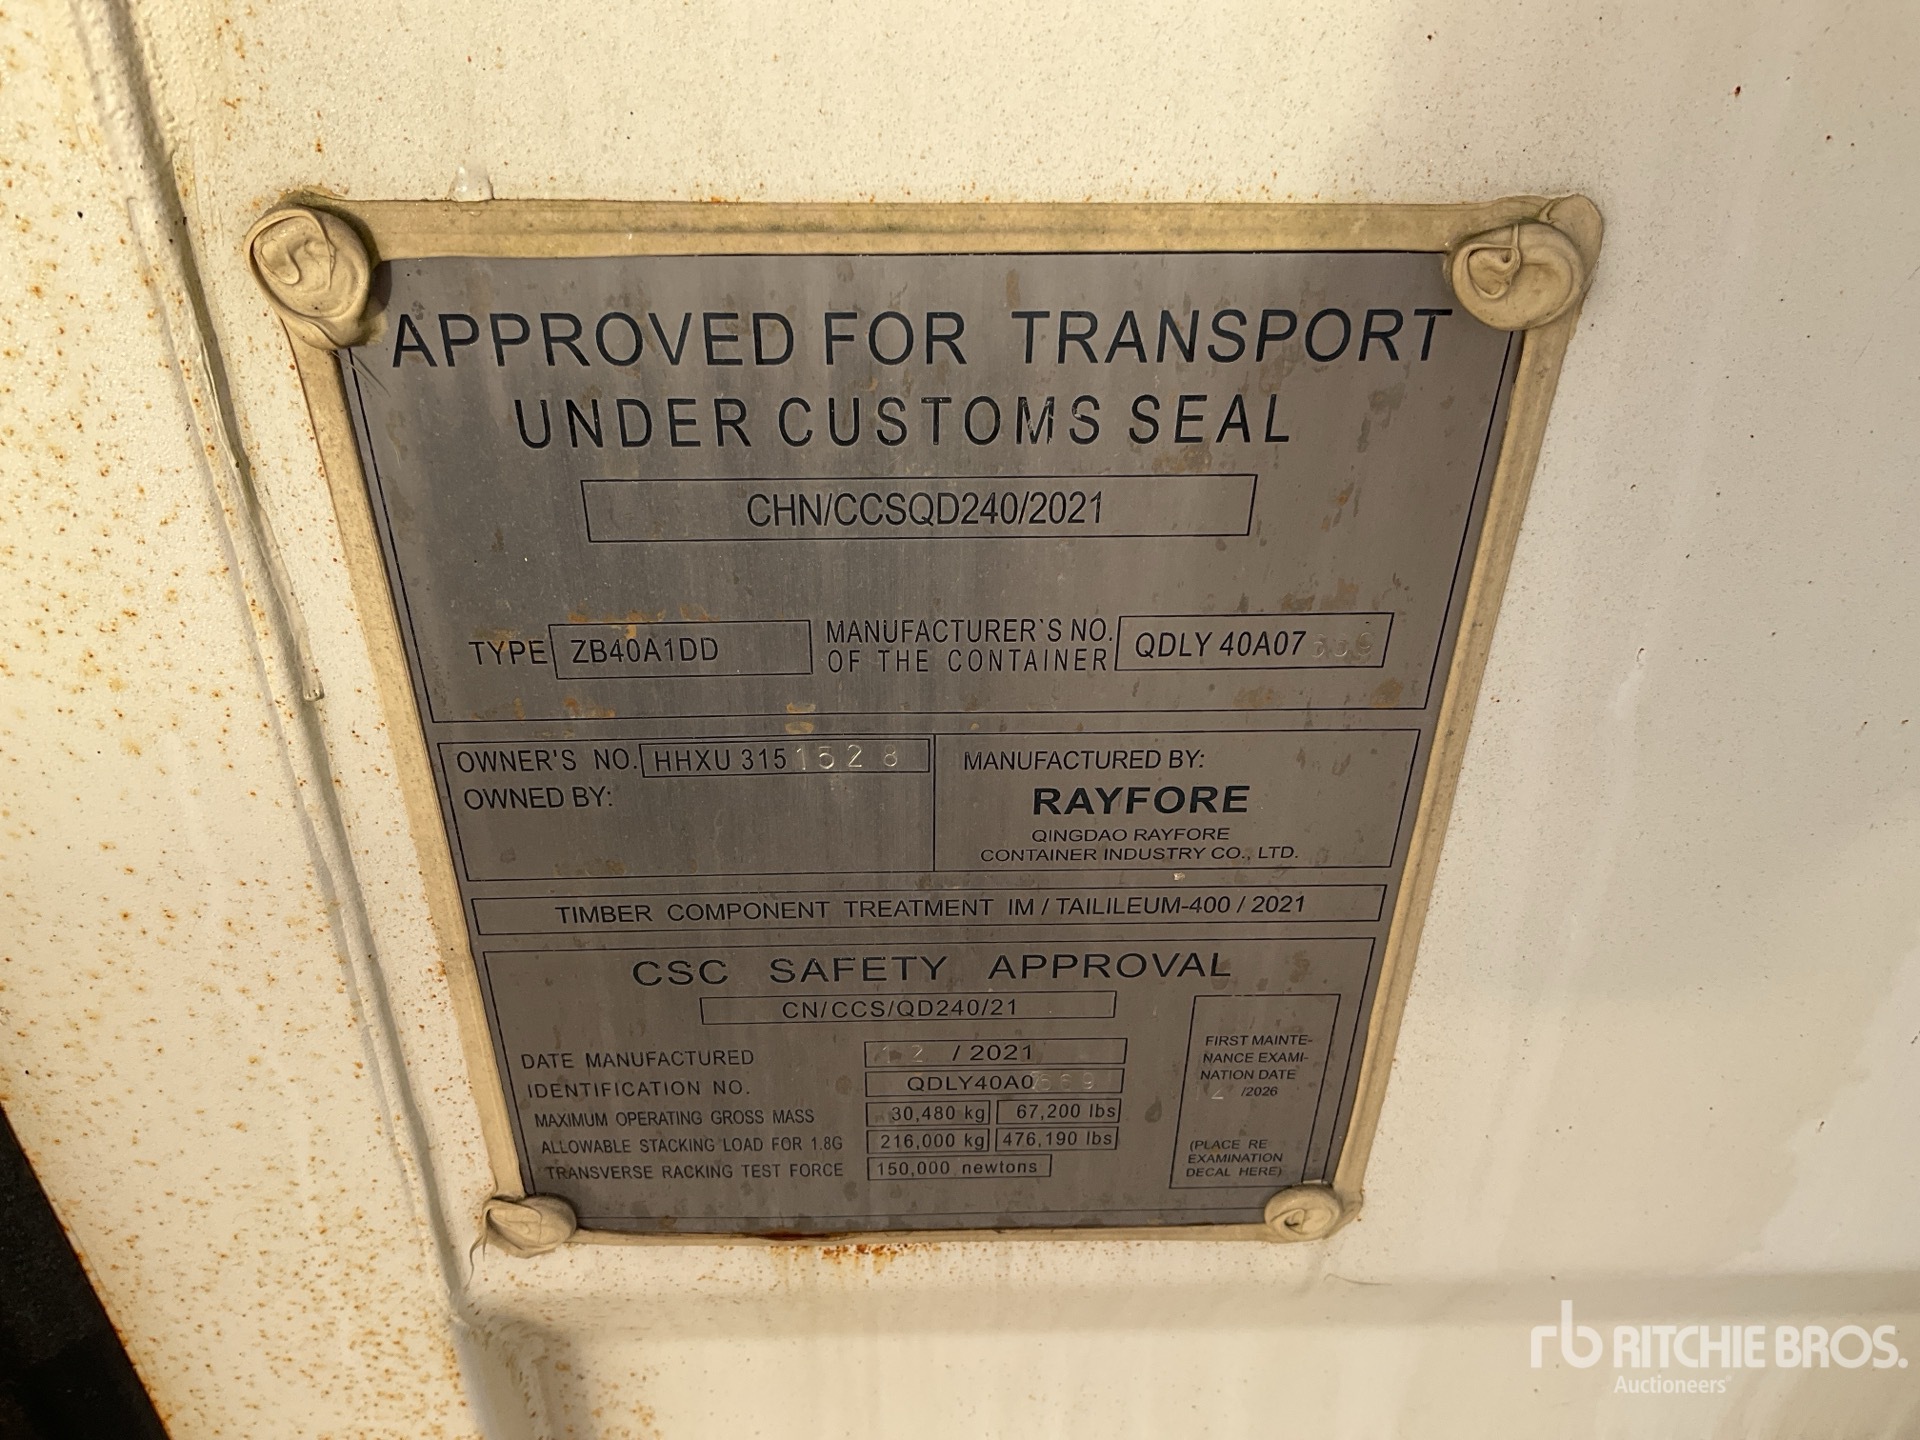 APPROVED FOR TRANSPORT
UNDER CUSTOMS SEAL
CHN/CCSQD240/2021
TYPE ZB40A1DD MANUFACTURER'S NO. OF THE CONTAINER QDLY 40A07
OWNER'S NO. HHXU 315 1528
OWNED BY:
MANUFACTURED BY:
RAYFORE
QINGDAO RAYFORE
CONTAINER INDUSTRY CO., LTD.
TIMBER COMPONENT TREATMENT IM / TAILILEUM-400 / 2021
CSC SAFETY APPROVAL
CN/CCS/QD240/21
DATE MANUFACTURED 12 / 2021
IDENTIFICATION NO.
MAXIMUM OPERATING GROSS MASS 30,480 kg 67,200 lbs
ALLOWABLE STACKING LOAD FOR 1.8G 216,000 kg 476,190 lbs
TRANSVERSE RACKING TEST FORCE 150,000 newtons
FIRST MAINTE-
NANCE EXAMI-
NATION DATE
12 /2026
(PLACE RE
EXAMINATION
DECAL HERE)
rb RITCHIE BROS.
Auctioneers